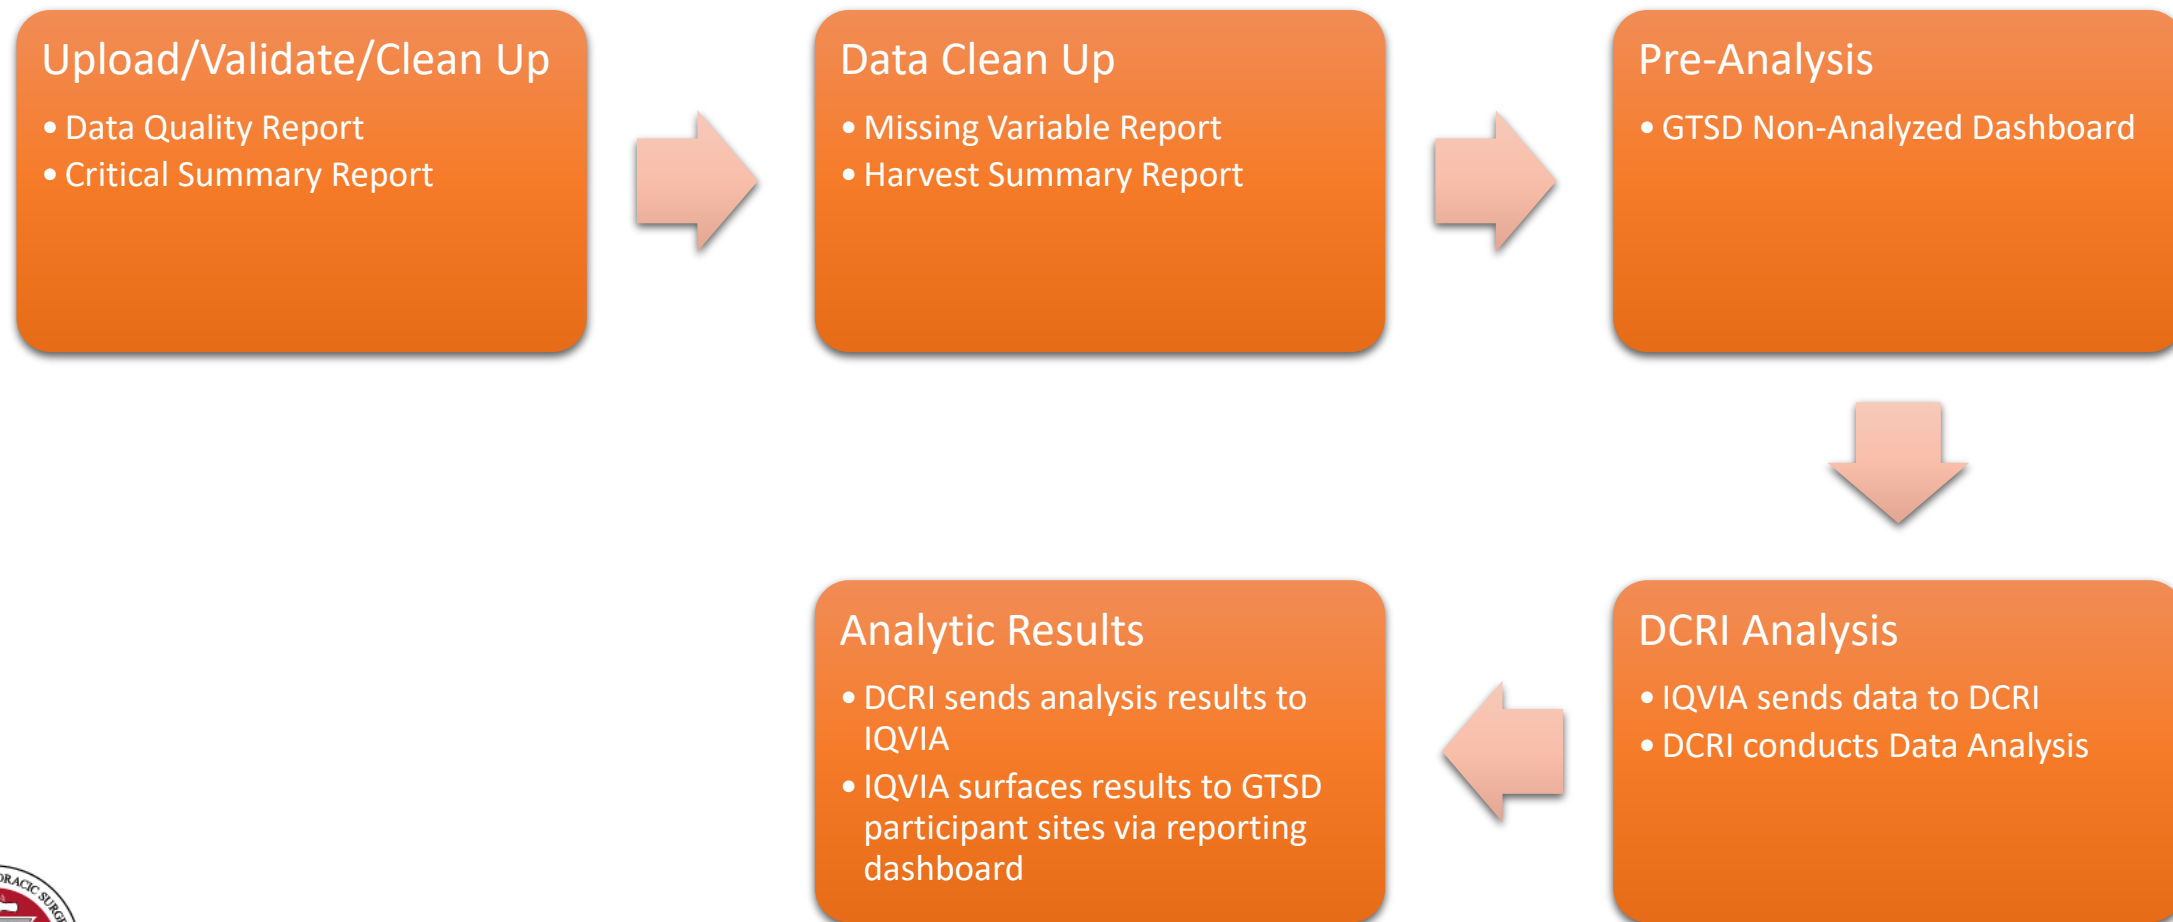 Upload/Validate/Clean Up
• Data Quality Report
• Critical Summary Report
Data Clean Up
• Missing Variable Report
• Harvest Summary Report
Pre-Analysis
• GTSD Non-Analyzed Dashboard
DCRI Analysis
• IQVIA sends data to DCRI
• DCRI conducts Data Analysis
Analytic Results
• DCRI sends analysis results to
IQVIA
• IQVIA surfaces results to GTSD
participant sites via reporting
dashboard